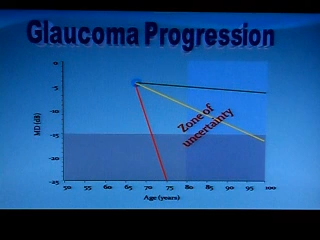 Glaucoma Progression
0
-5
-10
-15
-20
-25
MD (dB)
Zone of
uncertainty
50 55 60 65 70 75 80 85 90 95 100
Age (years)